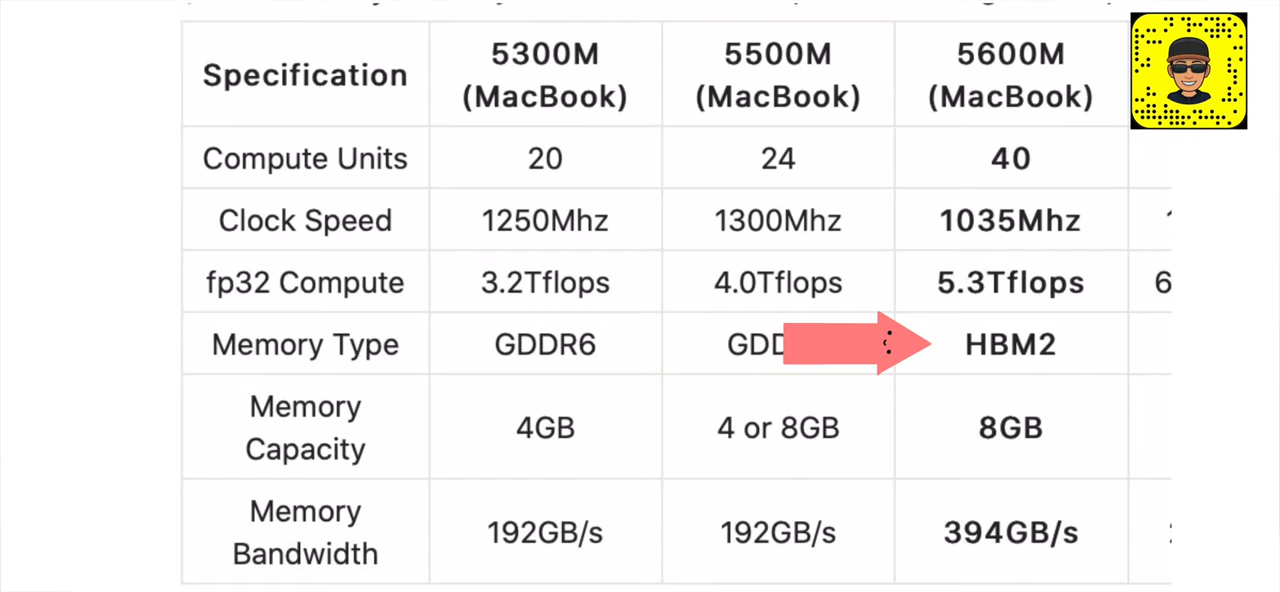 Specification 5300M (MacBook) 5500M (MacBook) 5600M (MacBook)
Compute Units 20 24 40
Clock Speed 1250Mhz 1300Mhz 1035Mhz
fp32 Compute 3.2Tflops 4.0Tflops 5.3Tflops 6
Memory Type GDDR6 HBM2
Memory Capacity 4GB 4 or 8GB 8GB
Memory Bandwidth 192GB/s 192GB/s 394GB/s